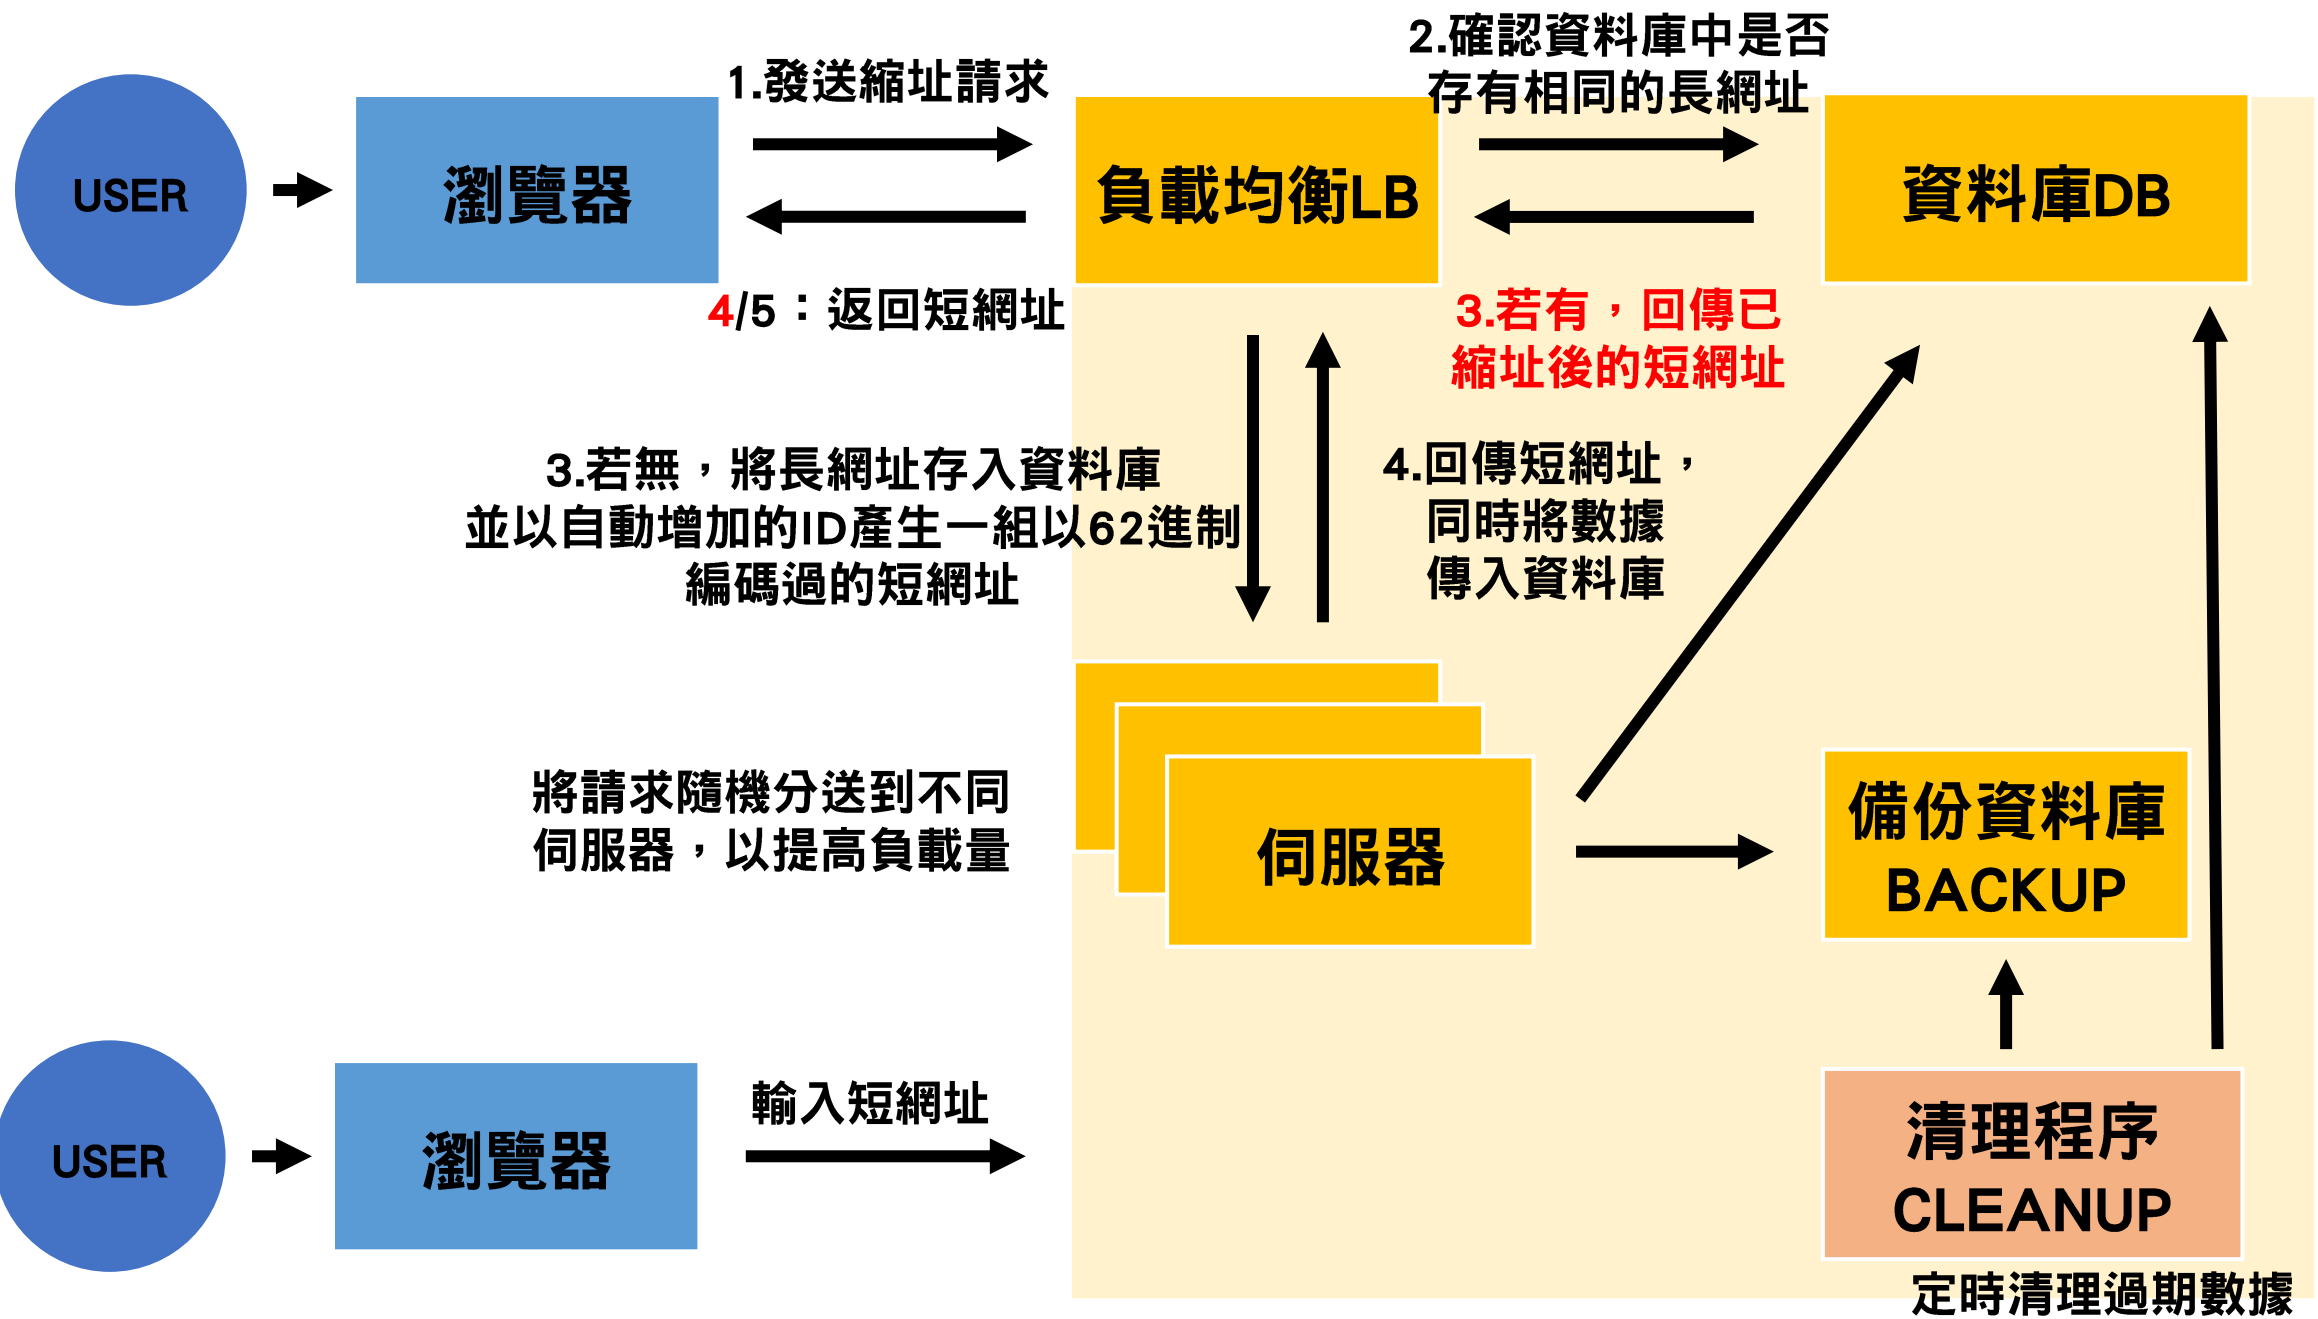 USER
瀏覽器
1.發送縮址請求
4/5：返回短網址
負載均衡LB
2.確認資料庫中是否
存有相同的長網址
3.若有，回傳已
縮址後的短網址
資料庫DB
3.若無，將長網址存入資料庫
並以自動增加的ID產生一組以62進制
編碼過的短網址
4.回傳短網址，
同時將數據
傳入資料庫
將請求隨機分送到不同
伺服器，以提高負載量
伺服器
備份資料庫
BACKUP
USER
瀏覽器
輸入短網址
清理程序
CLEANUP
定時清理過期數據